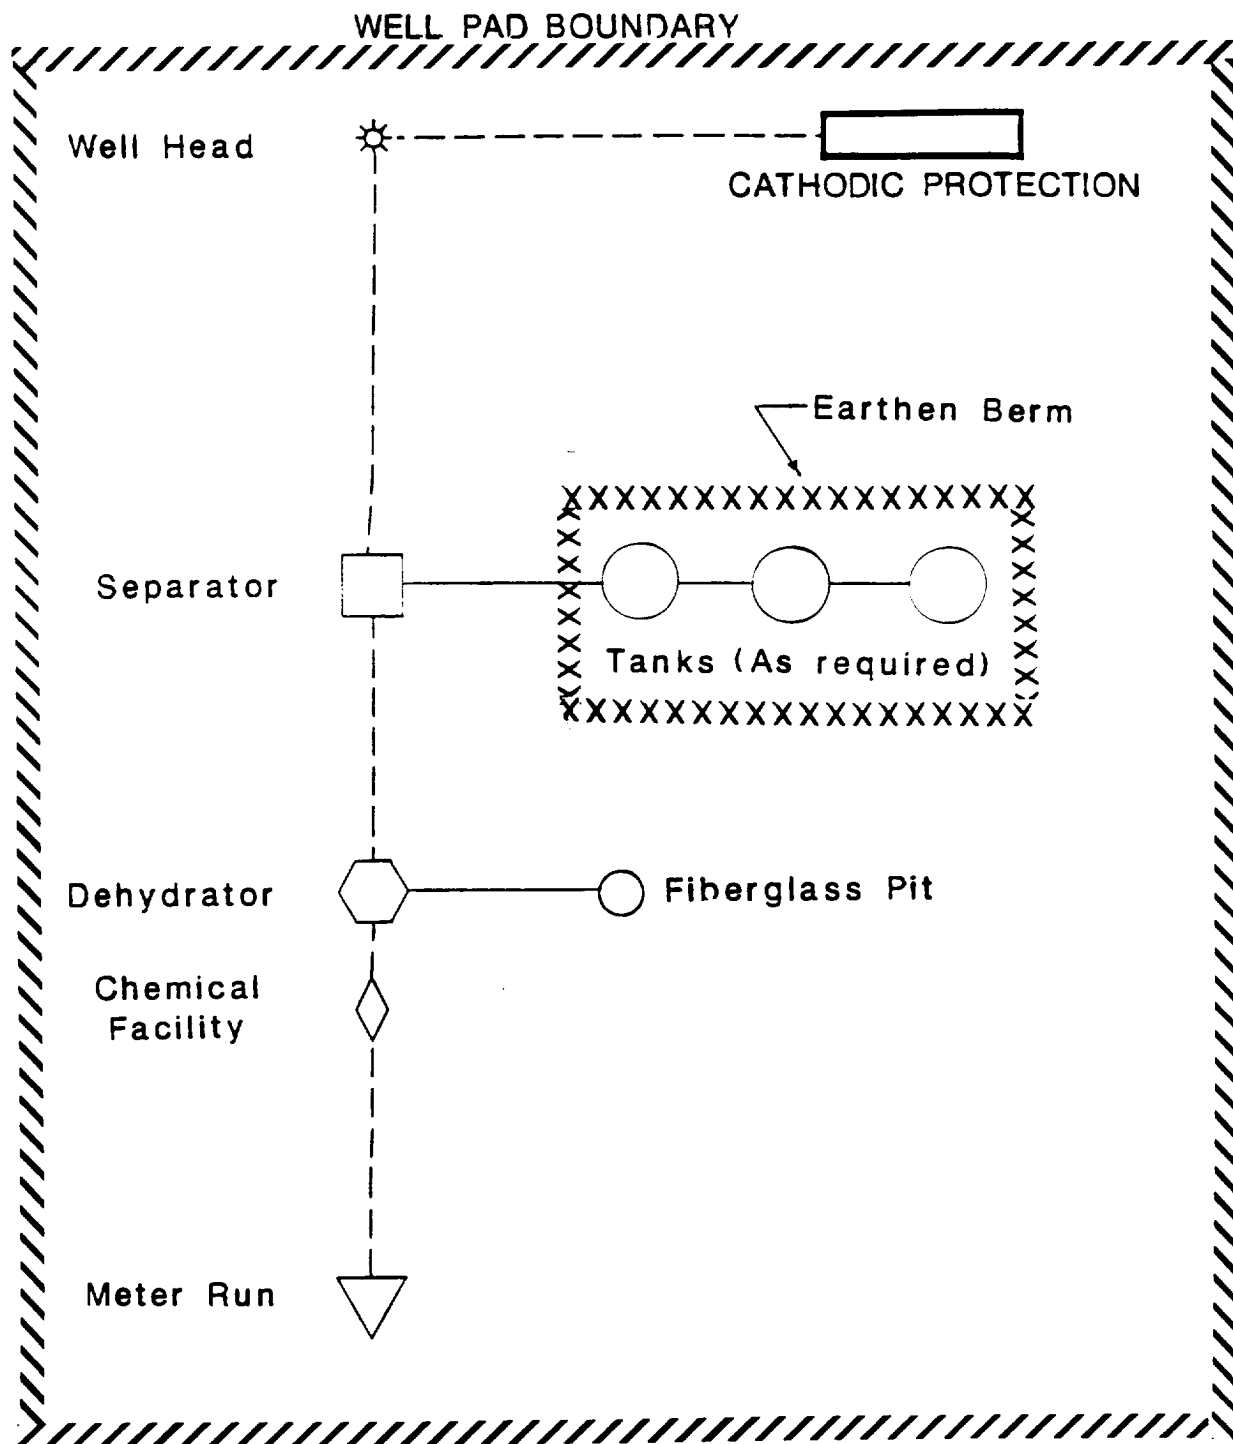 WELL PAD BOUNDARY
Well Head
CATHODIC PROTECTION
Earthen Berm
Separator
Tanks (As required)
Dehydrator
Fiberglass Pit
Chemical
Facility
Meter Run